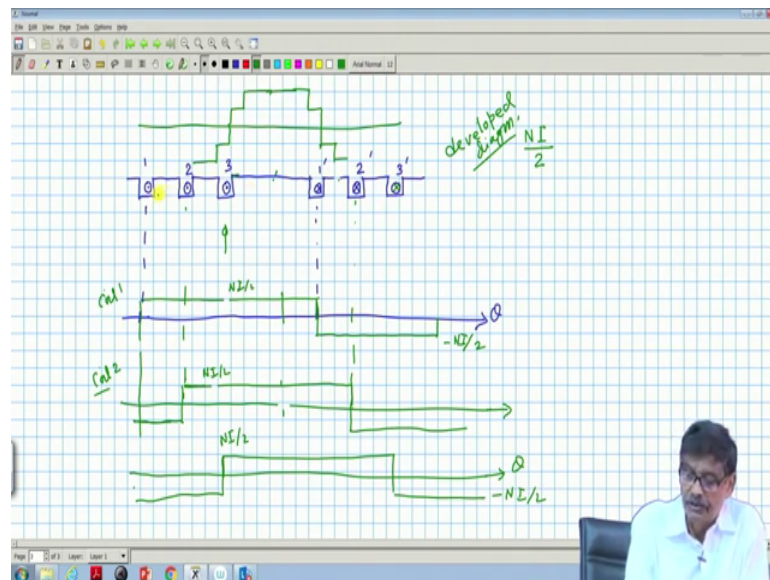 Journal
File Edit View Page Tools Options Help
Arial Normal 12
developed
diagm.
NI
2
1 2 3 1' 2' 3'
coil 1
NI/2
θ
-NI/2
coil 2
NI/2
NI/2
θ
-NI/2
Page 3 of 3 Layer: Layer 1